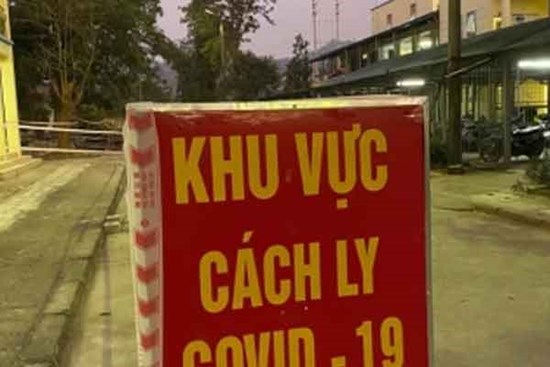 KHU VỰC
CÁCH LY
COVID - 19